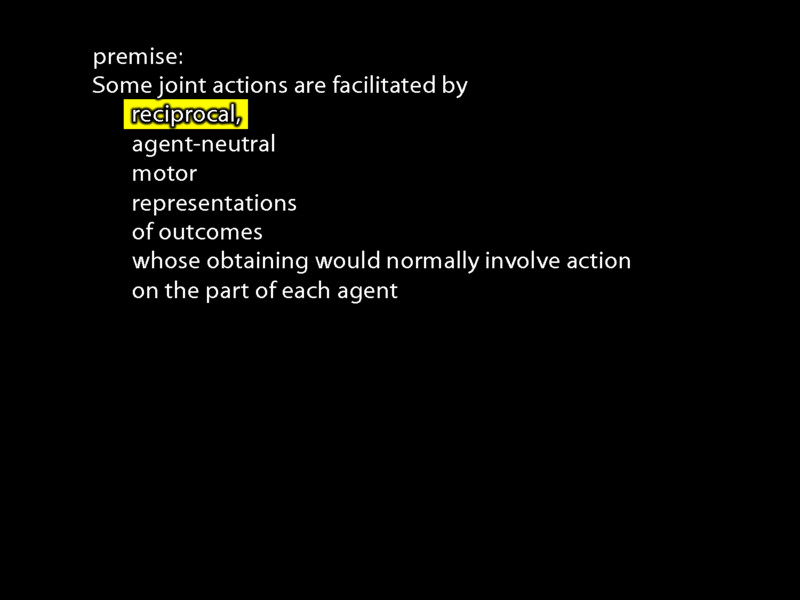 premise:
Some joint actions are facilitated by
reciprocal,
agent-neutral
motor
representations
of outcomes
whose obtaining would normally involve action
on the part of each agent